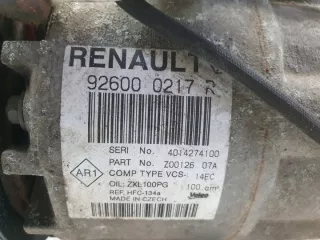 RENAULT
92600 0217 R
SERI No. 4014274100
PART No. Z00126 07A
COMP TYPE VCS- 14EC
AR1
OIL: ZXL100PG 100
REF. HFC-134a
MADE IN CZECH
Valeo